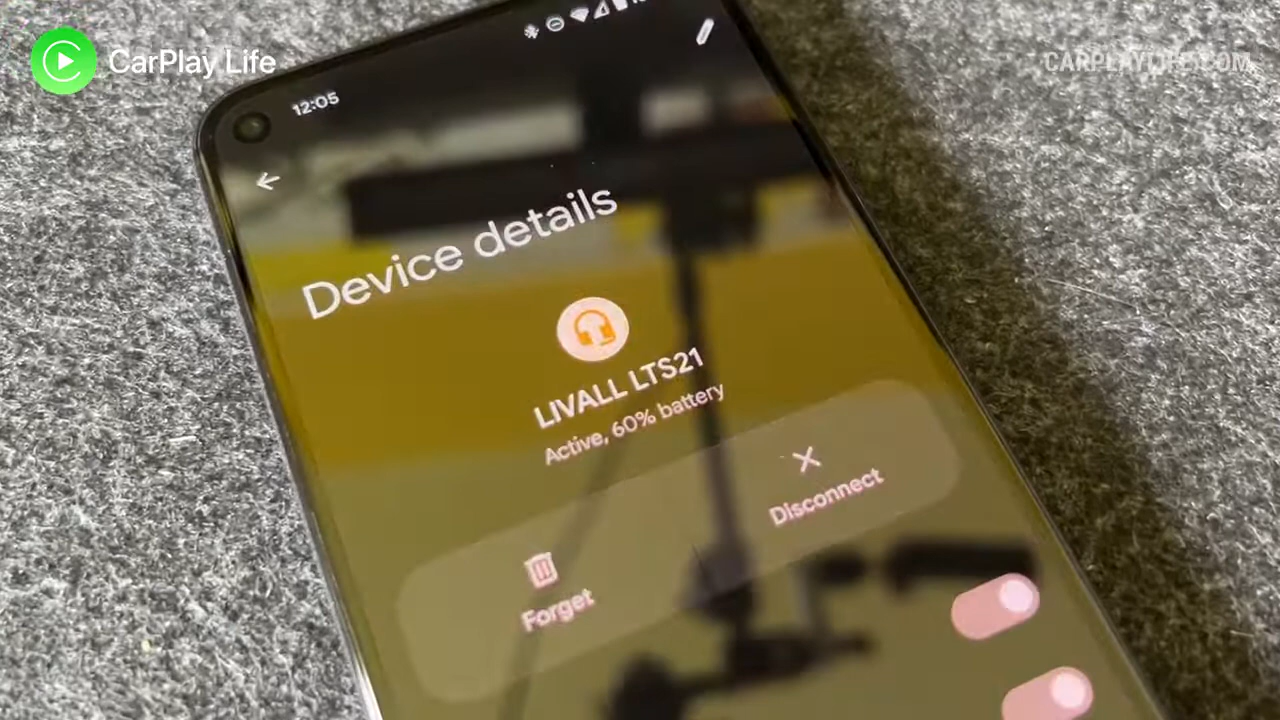 CarPlay Life
CARPLAYLIFE.COM
12:05
Device details
LIVALL LTS21
Active, 60% battery
Disconnect
Forget